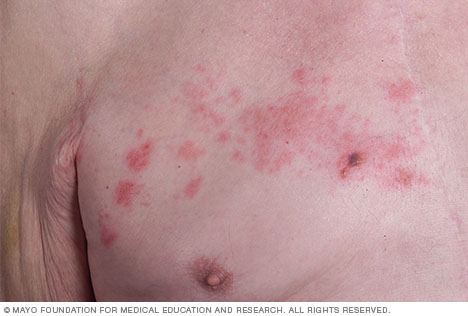 © MAYO FOUNDATION FOR MEDICAL EDUCATION AND RESEARCH. ALL RIGHTS RESERVED.